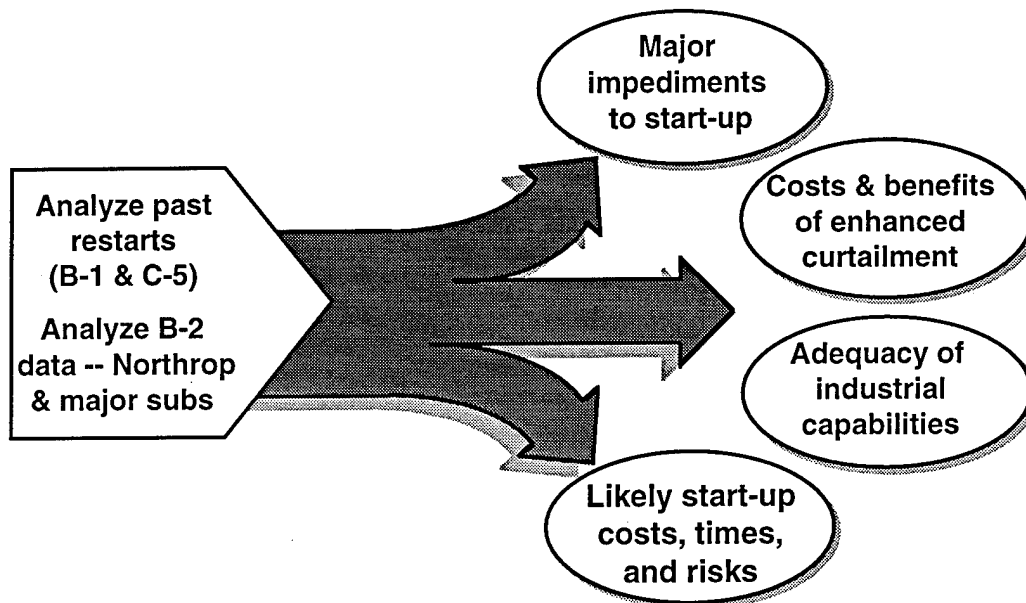 Analyze past
restarts
(B-1 & C-5)
Analyze B-2
data -- Northrop
& major subs
Major
impediments
to start-up
Costs & benefits
of enhanced
curtailment
Adequacy of
industrial
capabilities
Likely start-up
costs, times,
and risks